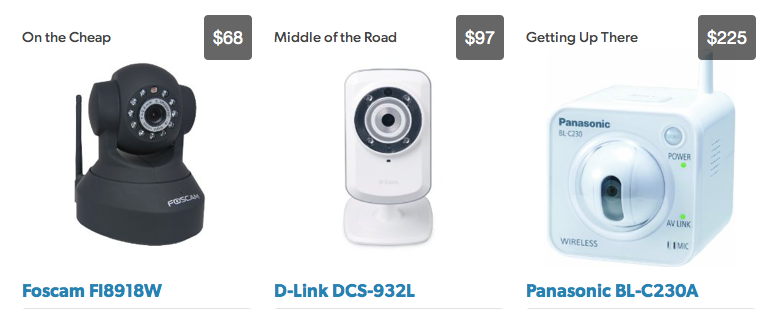 On the Cheap
$68
Middle of the Road
$97
Getting Up There
$225
FOSCAM
Panasonic
BL-C230
POWER
AV LINK
WIRELESS
MIC
Foscam FI8918W
D-Link DCS-932L
Panasonic BL-C230A